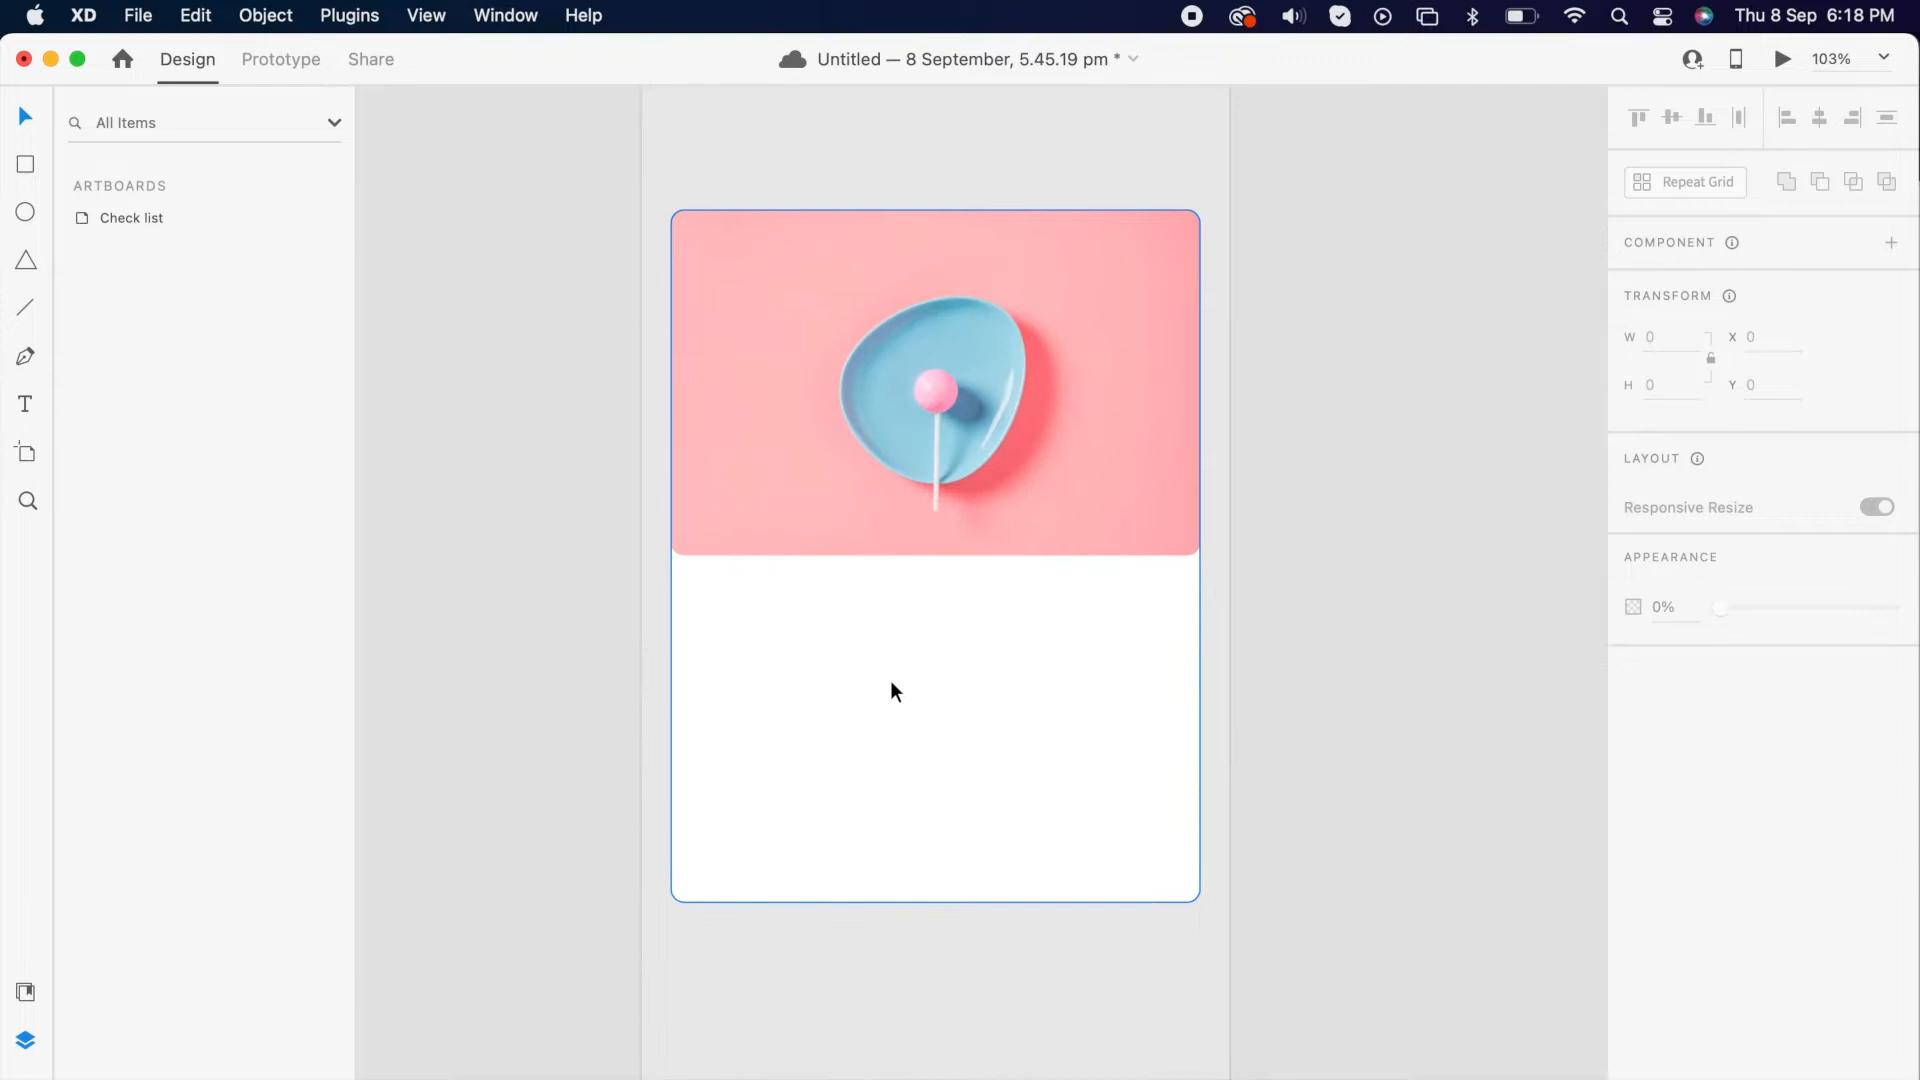 XD File Edit Object Plugins View Window Help Thu 8 Sep 6:18 PM
Design Prototype Share Untitled — 8 September, 5.45.19 pm * 103%
All Items
ARTBOARDS
Check list
T
Repeat Grid
COMPONENT
TRANSFORM
W 0 X 0
H 0 Y 0
LAYOUT
Responsive Resize
APPEARANCE
0%